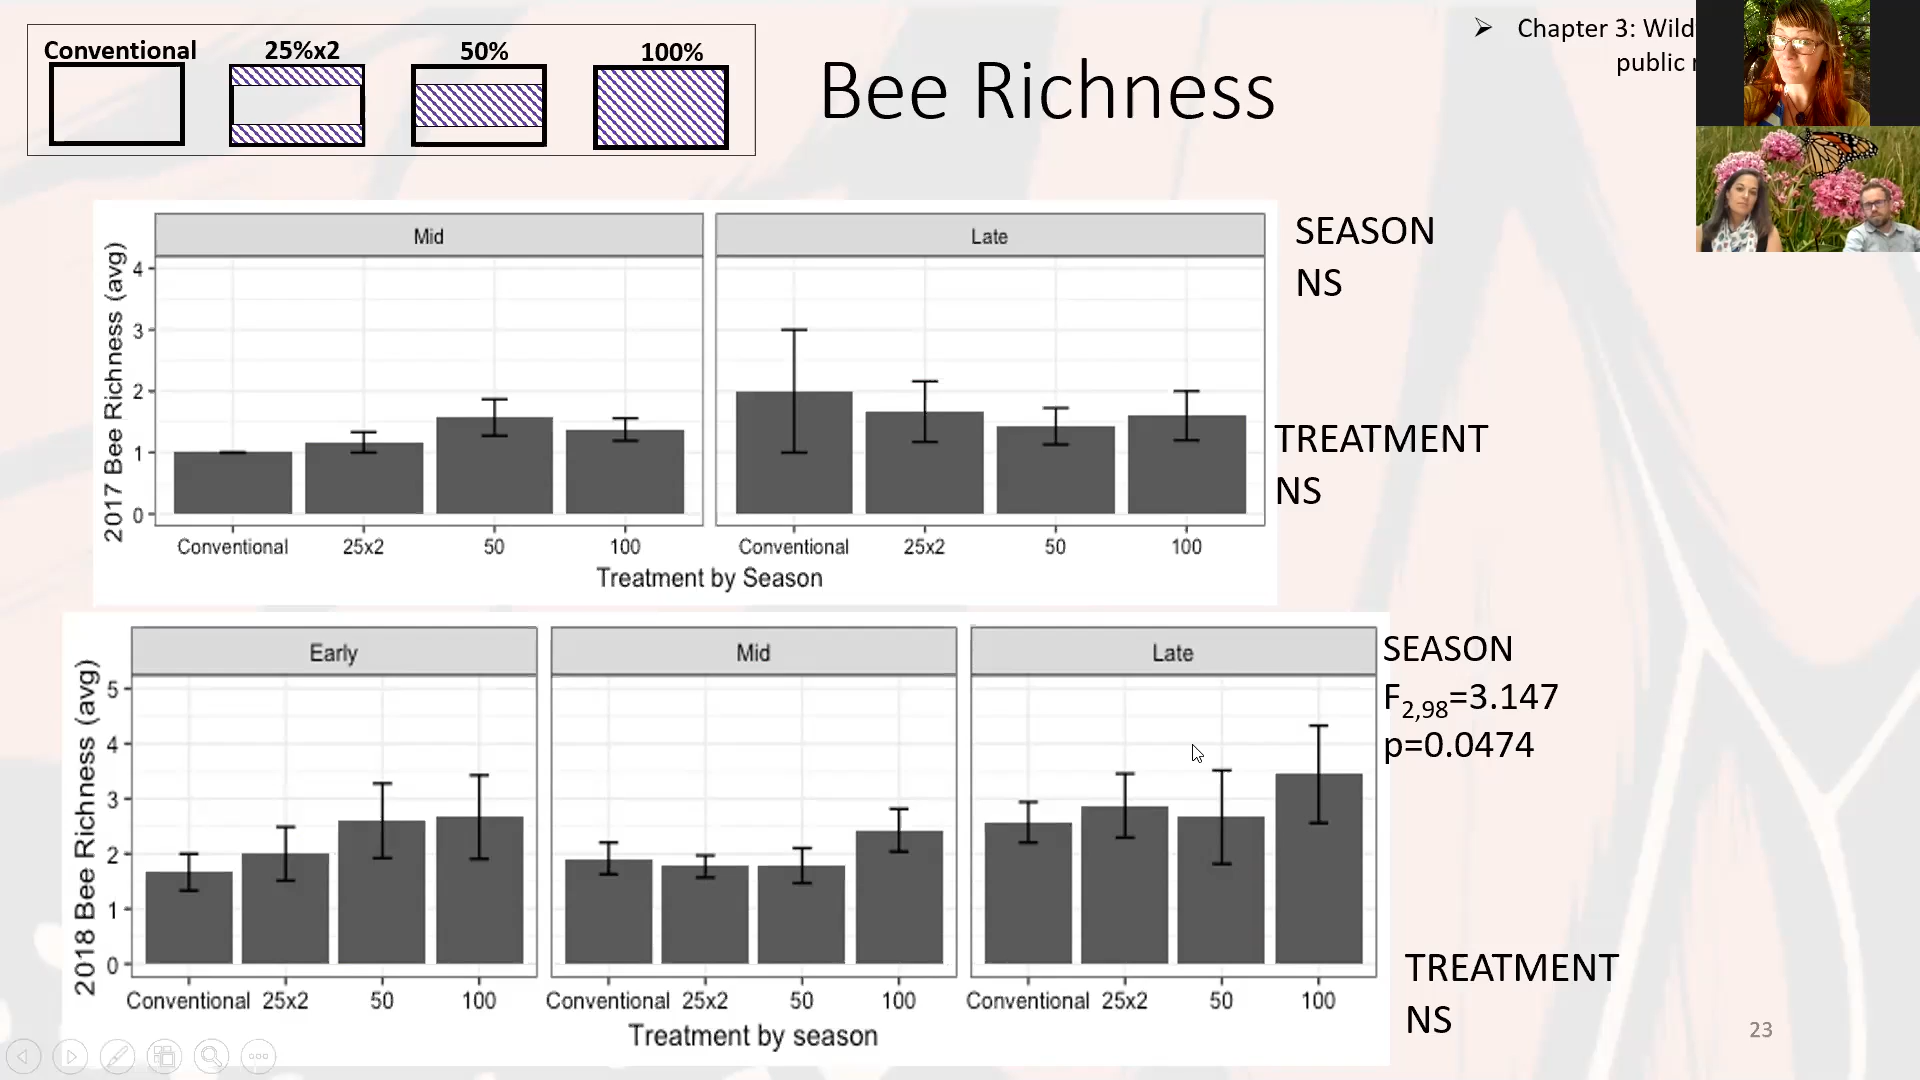 Conventional 25%x2 50% 100%
Bee Richness
➢ Chapter 3: Wild
public
Mid Late
2017 Bee Richness (avg)
4
3
2
1
0
Conventional 25x2 50 100 Conventional 25x2 50 100
Treatment by Season
SEASON
NS
TREATMENT
NS
Early Mid Late
2018 Bee Richness (avg)
5
4
3
2
1
0
Conventional 25x2 50 100 Conventional 25x2 50 100 Conventional 25x2 50 100
Treatment by season
SEASON
F2,98=3.147
p=0.0474
TREATMENT
NS
23